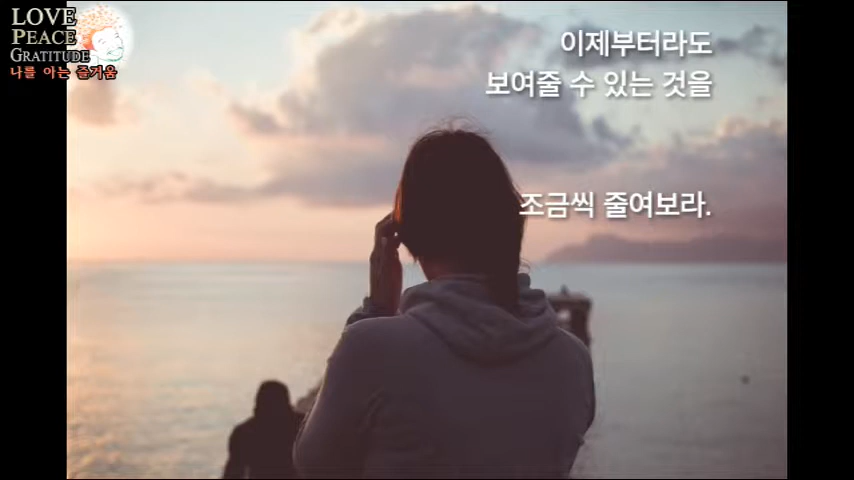 LOVE
PEACE
GRATITUDE
나를 아는 즐거움
이제부터라도
보여줄 수 있는 것을
조금씩 줄여보라.